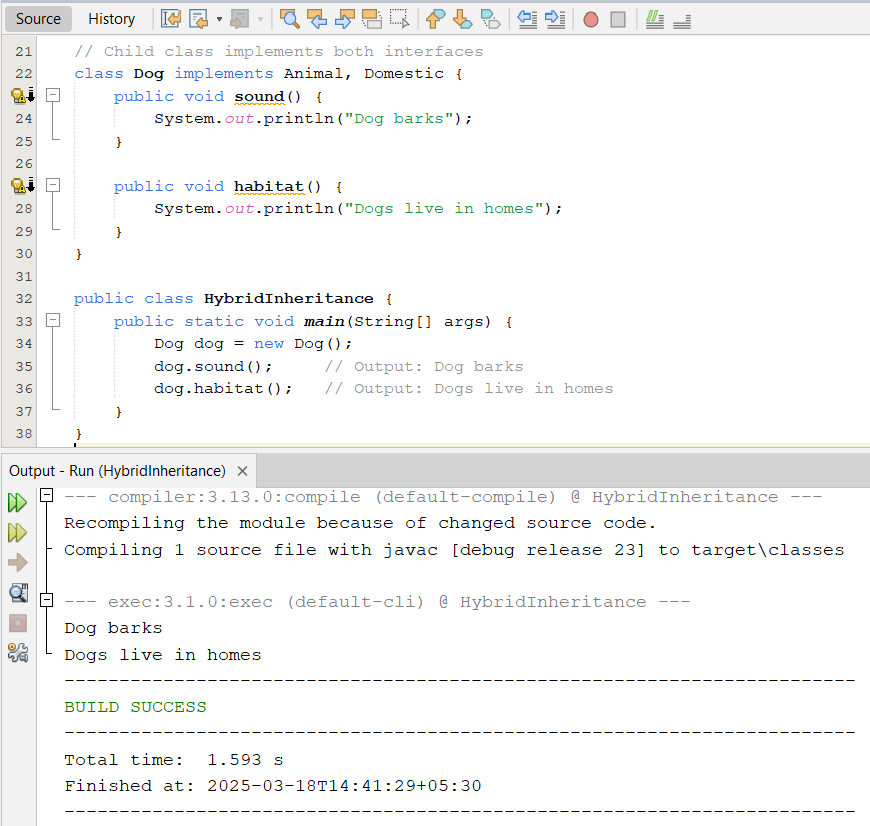 Source History
21 // Child class implements both interfaces
22 class Dog implements Animal, Domestic {
public void sound() {
24 System.out.println("Dog barks");
25 }
26
public void habitat() {
28 System.out.println("Dogs live in homes");
29 }
30 }
31
32 public class HybridInheritance {
33 public static void main(String[] args) {
34 Dog dog = new Dog();
35 dog.sound(); // Output: Dog barks
36 dog.habitat(); // Output: Dogs live in homes
37 }
38 }
Output - Run (HybridInheritance) ×
--- compiler:3.13.0:compile (default-compile) @ HybridInheritance ---
Recompiling the module because of changed source code.
Compiling 1 source file with javac [debug release 23] to target\classes
--- exec:3.1.0:exec (default-cli) @ HybridInheritance ---
Dog barks
Dogs live in homes
------------------------------------------------------------------------
BUILD SUCCESS
------------------------------------------------------------------------
Total time:  1.593 s
Finished at: 2025-03-18T14:41:29+05:30
------------------------------------------------------------------------